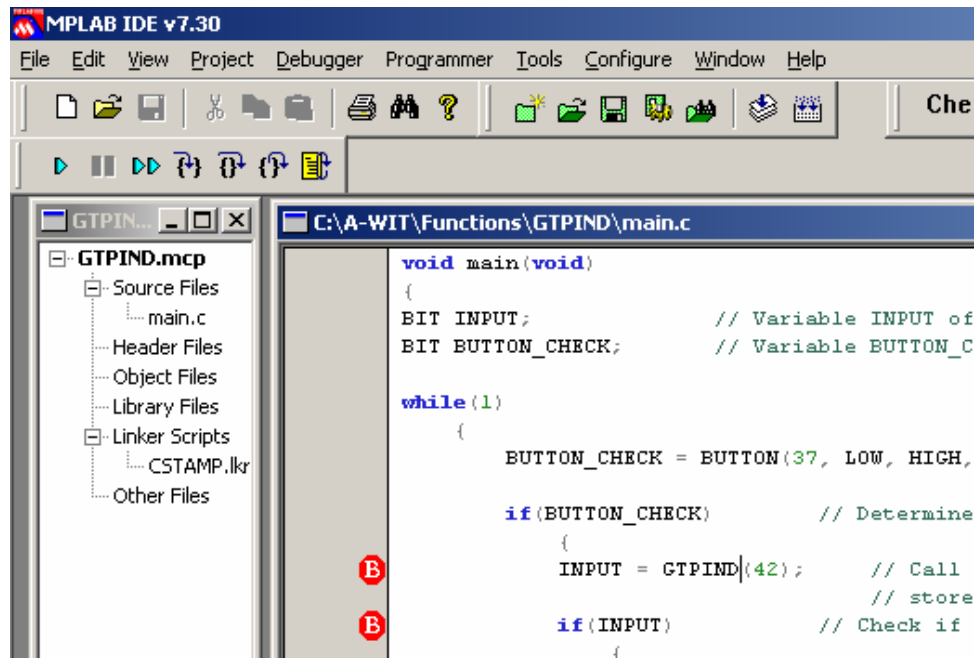 MPLAB IDE v7.30
File Edit View Project Debugger Programmer Tools Configure Window Help
Che
GTPIN...
GTPIND.mcp
Source Files
main.c
Header Files
Object Files
Library Files
Linker Scripts
CSTAMP.lkr
Other Files
C:\A-WIT\Functions\GTPIND\main.c
void main(void)
{
BIT INPUT; // Variable INPUT of
BIT BUTTON_CHECK; // Variable BUTTON_C
while(1)
{
BUTTON_CHECK = BUTTON(37, LOW, HIGH,
if(BUTTON_CHECK) // Determine
{
B INPUT = GTPIND(42); // Call
// store
B if(INPUT) // Check if
{